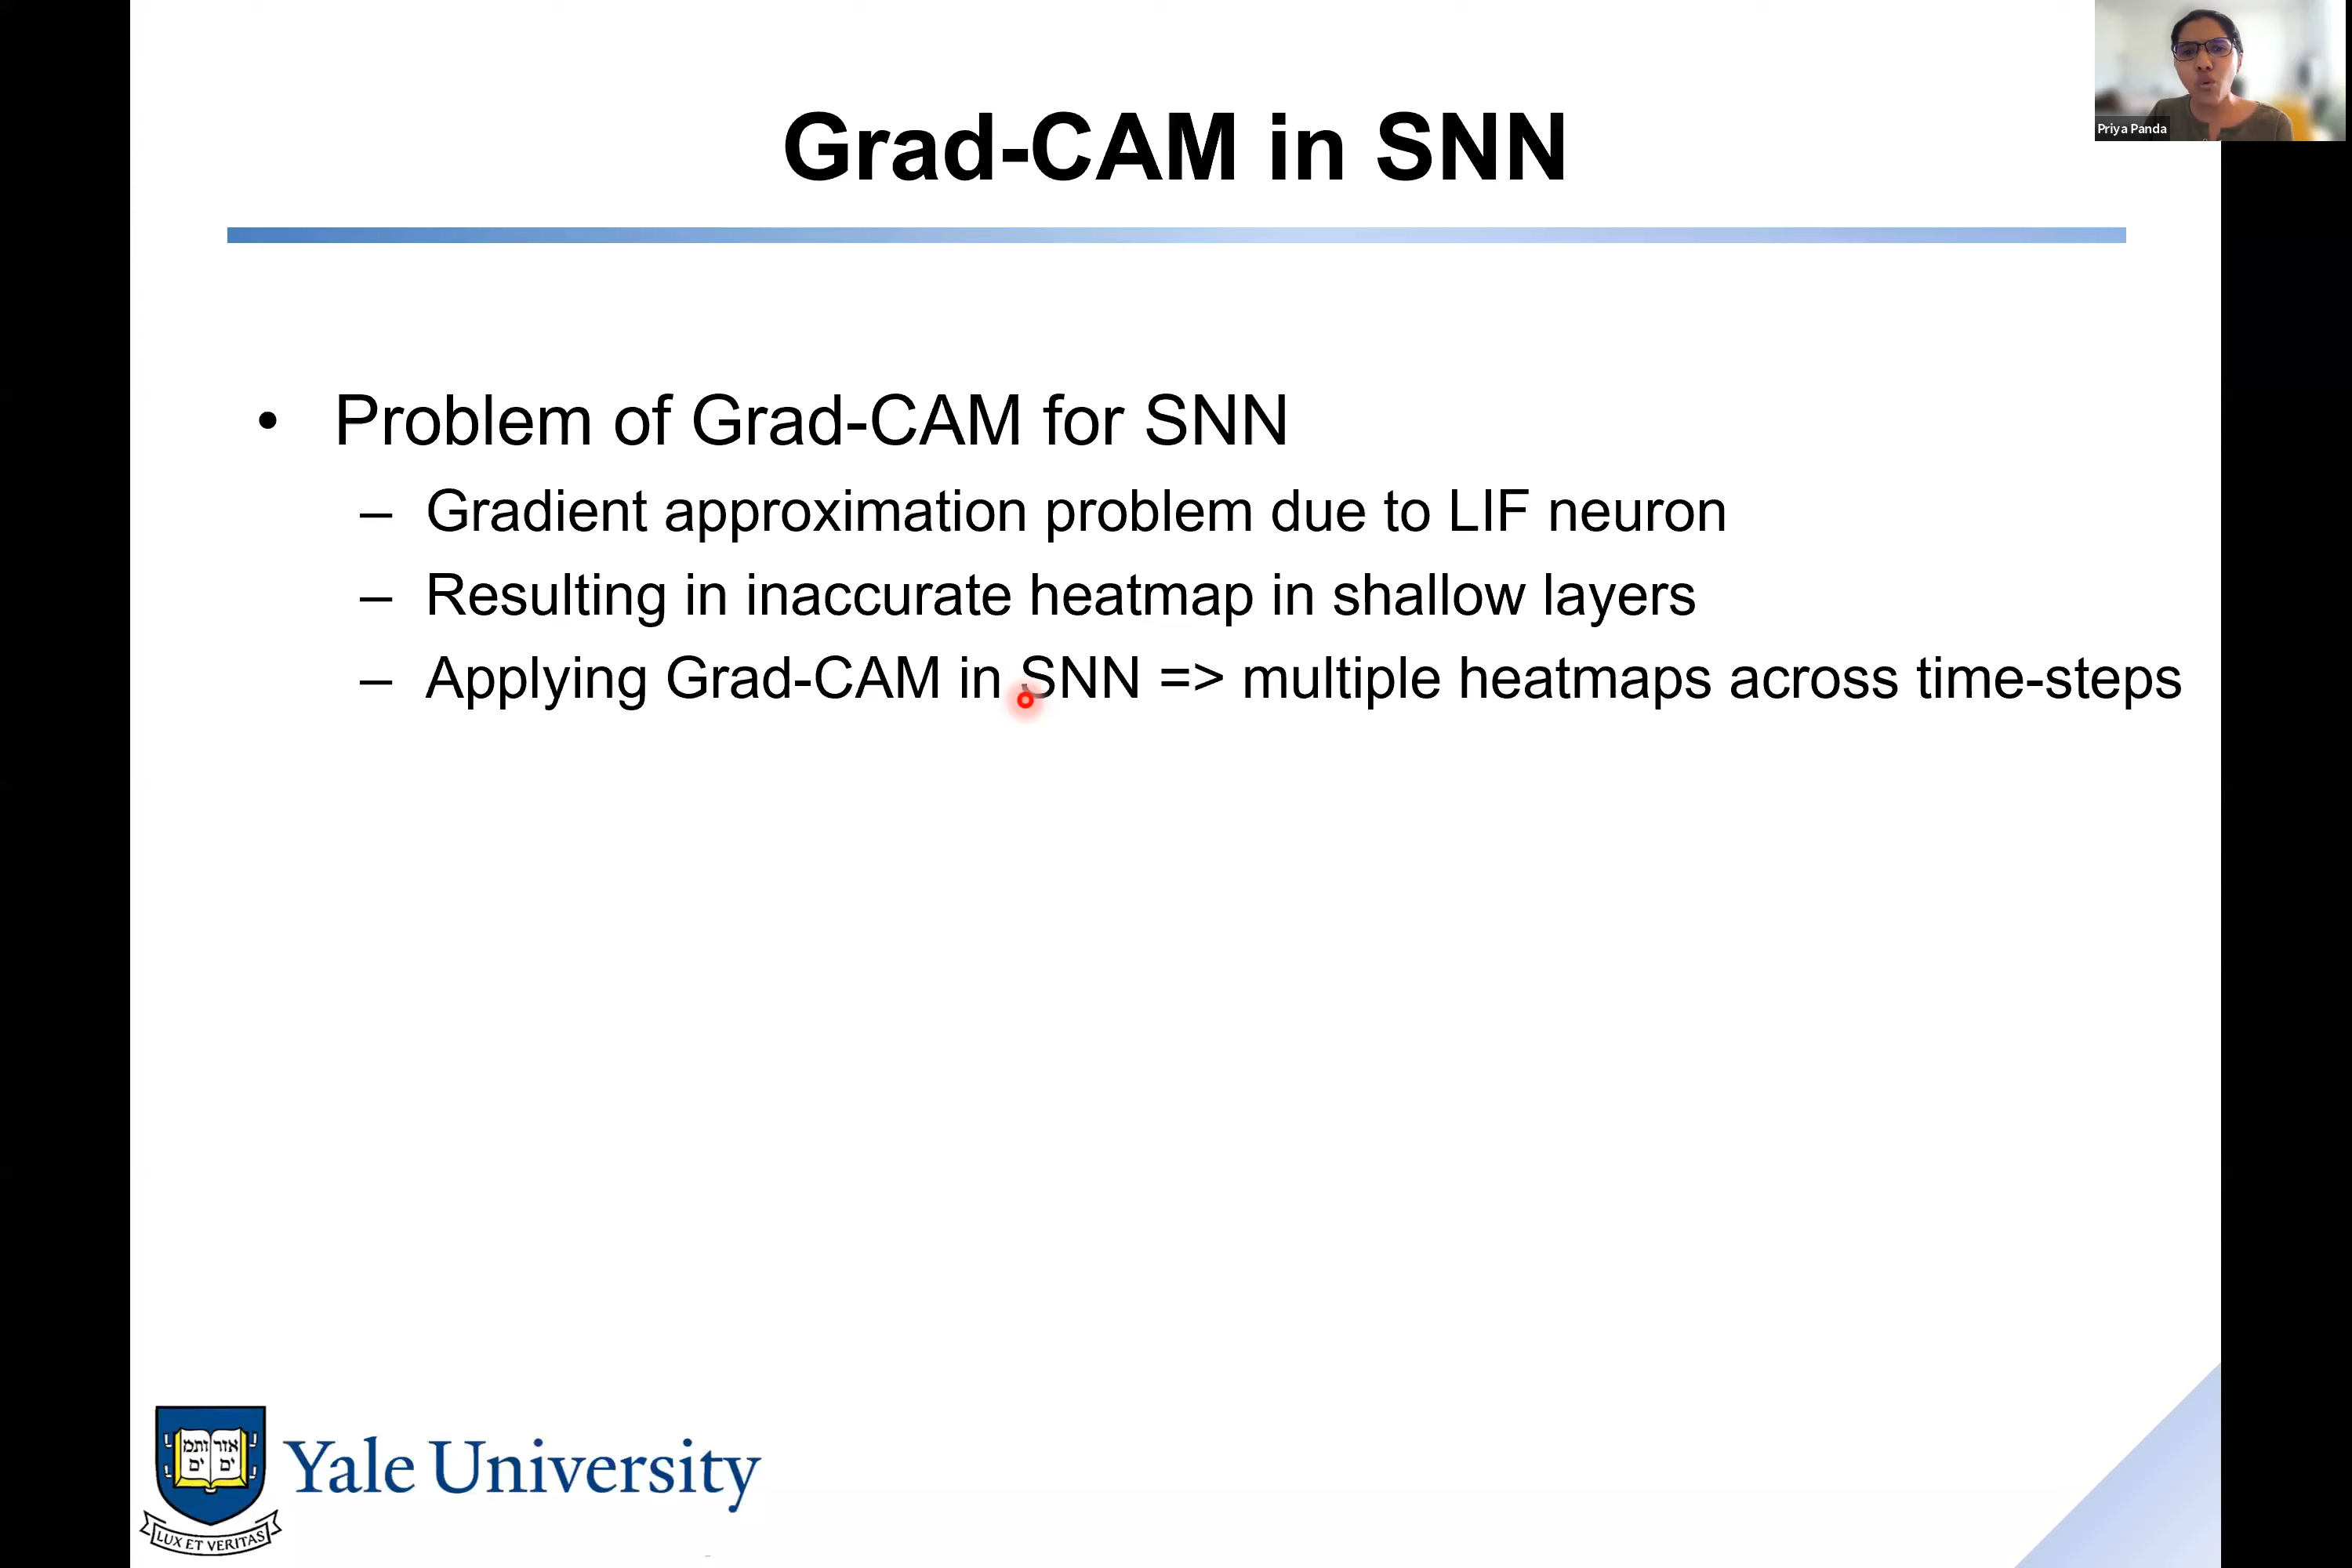 Grad-CAM in SNN
Priya Panda
• Problem of Grad-CAM for SNN
– Gradient approximation problem due to LIF neuron
– Resulting in inaccurate heatmap in shallow layers
– Applying Grad-CAM in SNN => multiple heatmaps across time-steps
אורים
ותמים
LUX ET VERITAS
Yale University